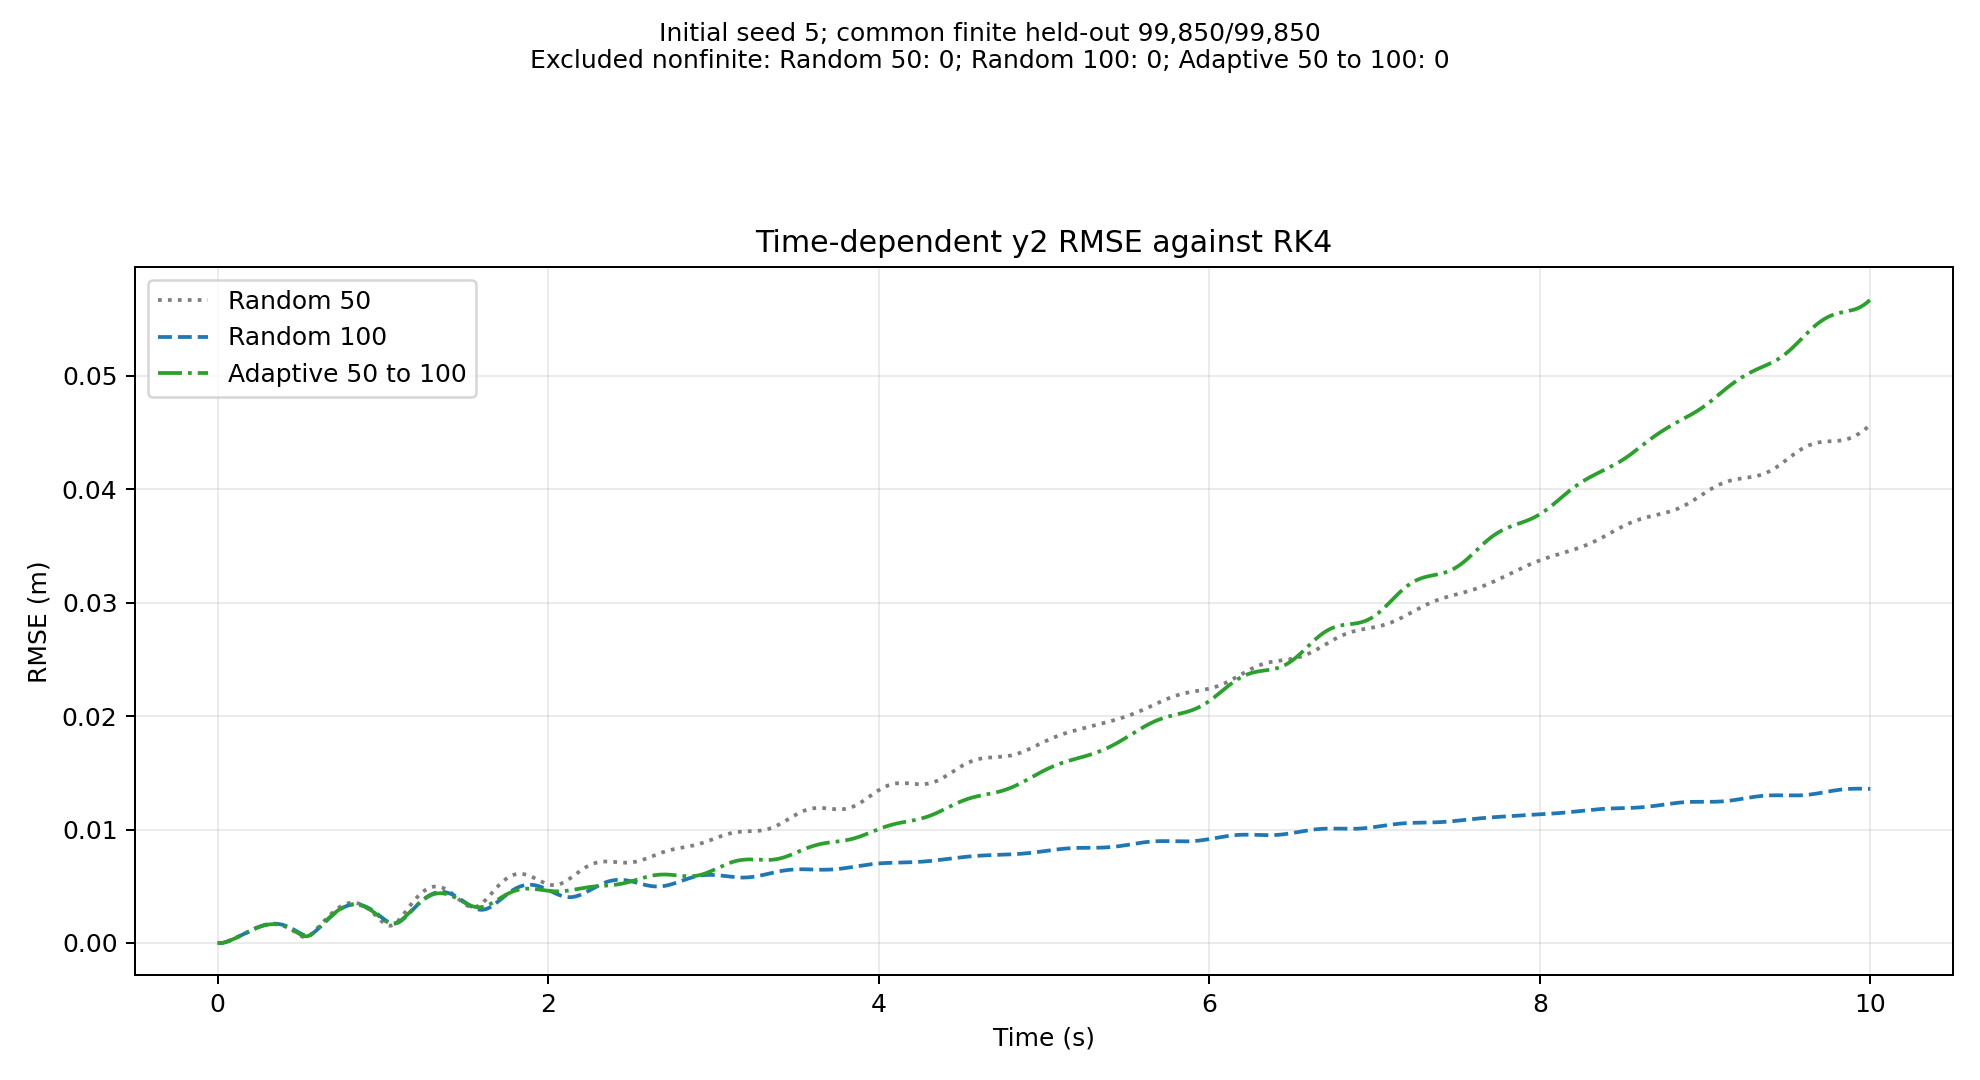 Initial seed 5; common finite held-out 99,850/99,850
Excluded nonfinite: Random 50: 0; Random 100: 0; Adaptive 50 to 100: 0
Time-dependent y2 RMSE against RK4
Random 50
Random 100
Adaptive 50 to 100
0.05
0.04
0.03
0.02
0.01
0.00
RMSE (m)
0 2 4 6 8 10
Time (s)